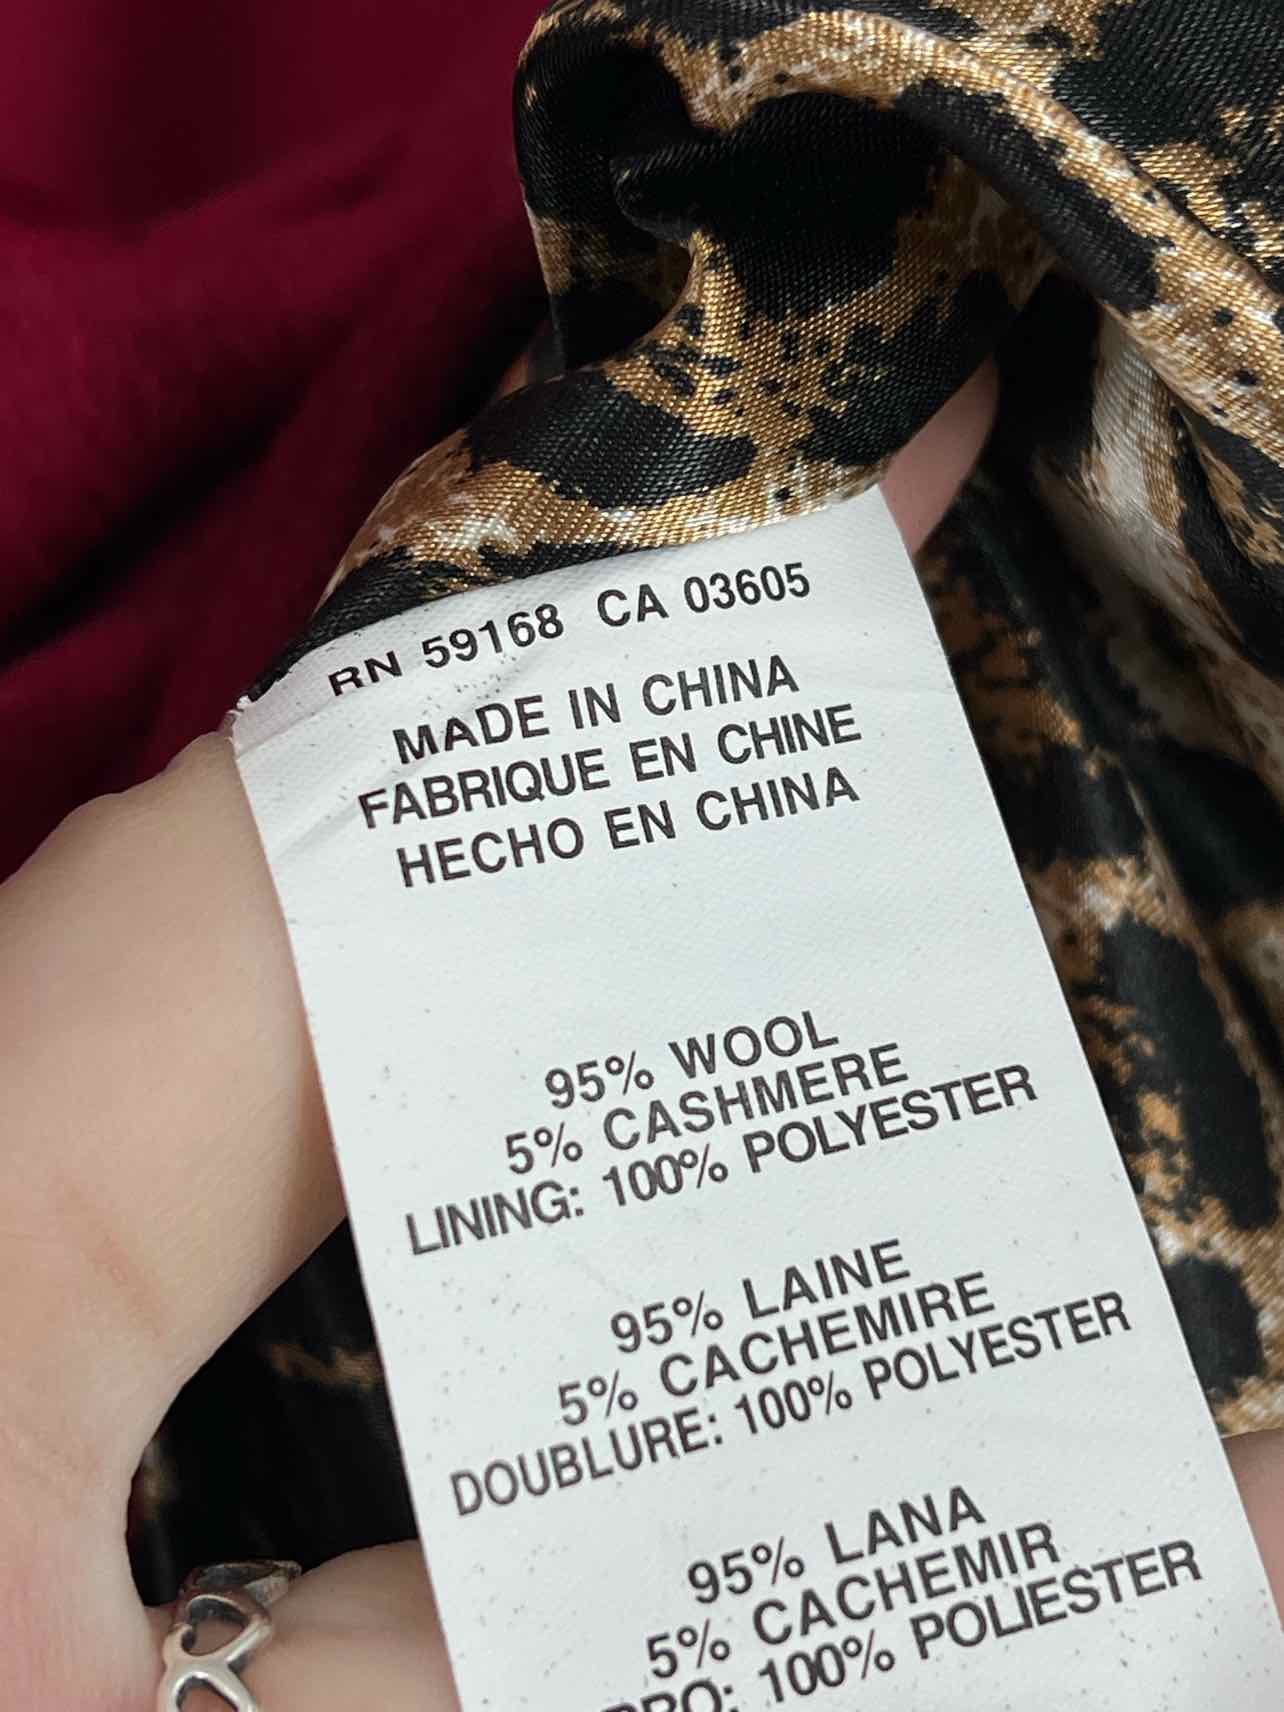 RN 59168 CA 03605
MADE IN CHINA
FABRIQUE EN CHINE
HECHO EN CHINA
95% WOOL
5% CASHMERE
LINING: 100% POLYESTER
95% LAINE
5% CACHEMIRE
DOUBLURE: 100% POLYESTER
95% LANA
5% CACHEMIR
100% POLIESTER